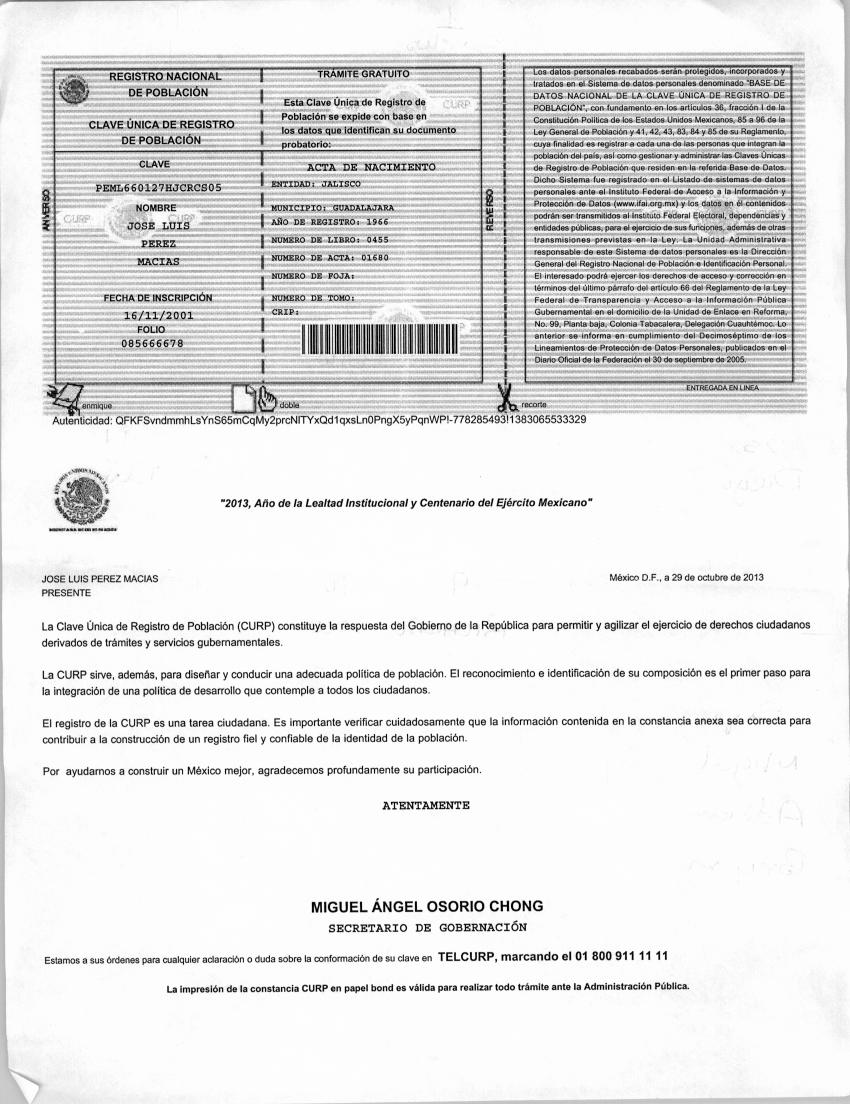 REGISTRO NACIONAL
DE POBLACIÓN
CLAVE ÚNICA DE REGISTRO
DE POBLACIÓN
CLAVE
PEML660127HJCRCS05
NOMBRE
JOSE LUIS
PEREZ
MACIAS
FECHA DE INSCRIPCIÓN
16/11/2001
FOLIO
085666678
ANVERSO
CURP
CURP
TRÁMITE GRATUITO
Esta Clave Única de Registro de
Población se expide con base en
los datos que identifican su documento
probatorio:
CURP
ACTA DE NACIMIENTO
ENTIDAD: JALISCO
MUNICIPIO: GUADALAJARA
AÑO DE REGISTRO: 1966
NUMERO DE LIBRO: 0455
NUMERO DE ACTA: 01680
NUMERO DE FOJA:
NUMERO DE TOMO:
CRIP:
REVERSO
Los datos personales recabados serán protegidos, incorporados y
tratados en el Sistema de datos personales denominado "BASE DE
DATOS NACIONAL DE LA CLAVE ÚNICA DE REGISTRO DE
POBLACIÓN", con fundamento en los artículos 36, fracción I de la
Constitución Política de los Estados Unidos Mexicanos, 85 a 96 de la
Ley General de Población y 41, 42, 43, 83, 84 y 85 de su Reglamento,
cuya finalidad es registrar a cada una de las personas que integran la
población del país, así como gestionar y administrar las Claves Únicas
de Registro de Población que residen en la referida Base de Datos.
Dicho Sistema fue registrado en el Listado de sistemas de datos
personales ante el Instituto Federal de Acceso a la Información y
Protección de Datos (www.ifai.org.mx) y los datos en él contenidos
podrán ser transmitidos al Instituto Federal Electoral, dependencias y
entidades públicas, para el ejercicio de sus funciones, además de otras
transmisiones previstas en la Ley. La Unidad Administrativa
responsable de este Sistema de datos personales es la Dirección
General del Registro Nacional de Población e Identificación Personal.
El interesado podrá ejercer los derechos de acceso y corrección en
términos del último párrafo del artículo 66 del Reglamento de la Ley
Federal de Transparencia y Acceso a la Información Pública
Gubernamental en el domicilio de la Unidad de Enlace en Reforma,
No. 99, Planta baja, Colonia Tabacalera, Delegación Cuauhtémoc. Lo
anterior se informa en cumplimiento del Decimoséptimo de los
Lineamientos de Protección de Datos Personales, publicados en el
Diario Oficial de la Federación el 30 de septiembre de 2005.
ENTREGADA EN LINEA
enmique
doble
recorte
Autenticidad: QFKFSvndmmhLsYnS65mCqMy2prcNITYxQd1qxsLn0PngX5yPqnWP!-778285493!1383065533329
"2013, Año de la Lealtad Institucional y Centenario del Ejército Mexicano"
JOSE LUIS PEREZ MACIAS
México D.F., a 29 de octubre de 2013
PRESENTE
La Clave Única de Registro de Población (CURP) constituye la respuesta del Gobierno de la República para permitir y agilizar el ejercicio de derechos ciudadanos
derivados de trámites y servicios gubernamentales.
La CURP sirve, además, para diseñar y conducir una adecuada política de población. El reconocimiento e identificación de su composición es el primer paso para
la integración de una política de desarrollo que contemple a todos los ciudadanos.
El registro de la CURP es una tarea ciudadana. Es importante verificar cuidadosamente que la información contenida en la constancia anexa sea correcta para
contribuir a la construcción de un registro fiel y confiable de la identidad de la población.
Por ayudarnos a construir un México mejor, agradecemos profundamente su participación.
ATENTAMENTE
MIGUEL ÁNGEL OSORIO CHONG
SECRETARIO DE GOBERNACIÓN
Estamos a sus órdenes para cualquier aclaración o duda sobre la conformación de su clave en TELCURP, marcando el 01 800 911 11 11
La impresión de la constancia CURP en papel bond es válida para realizar todo trámite ante la Administración Pública.